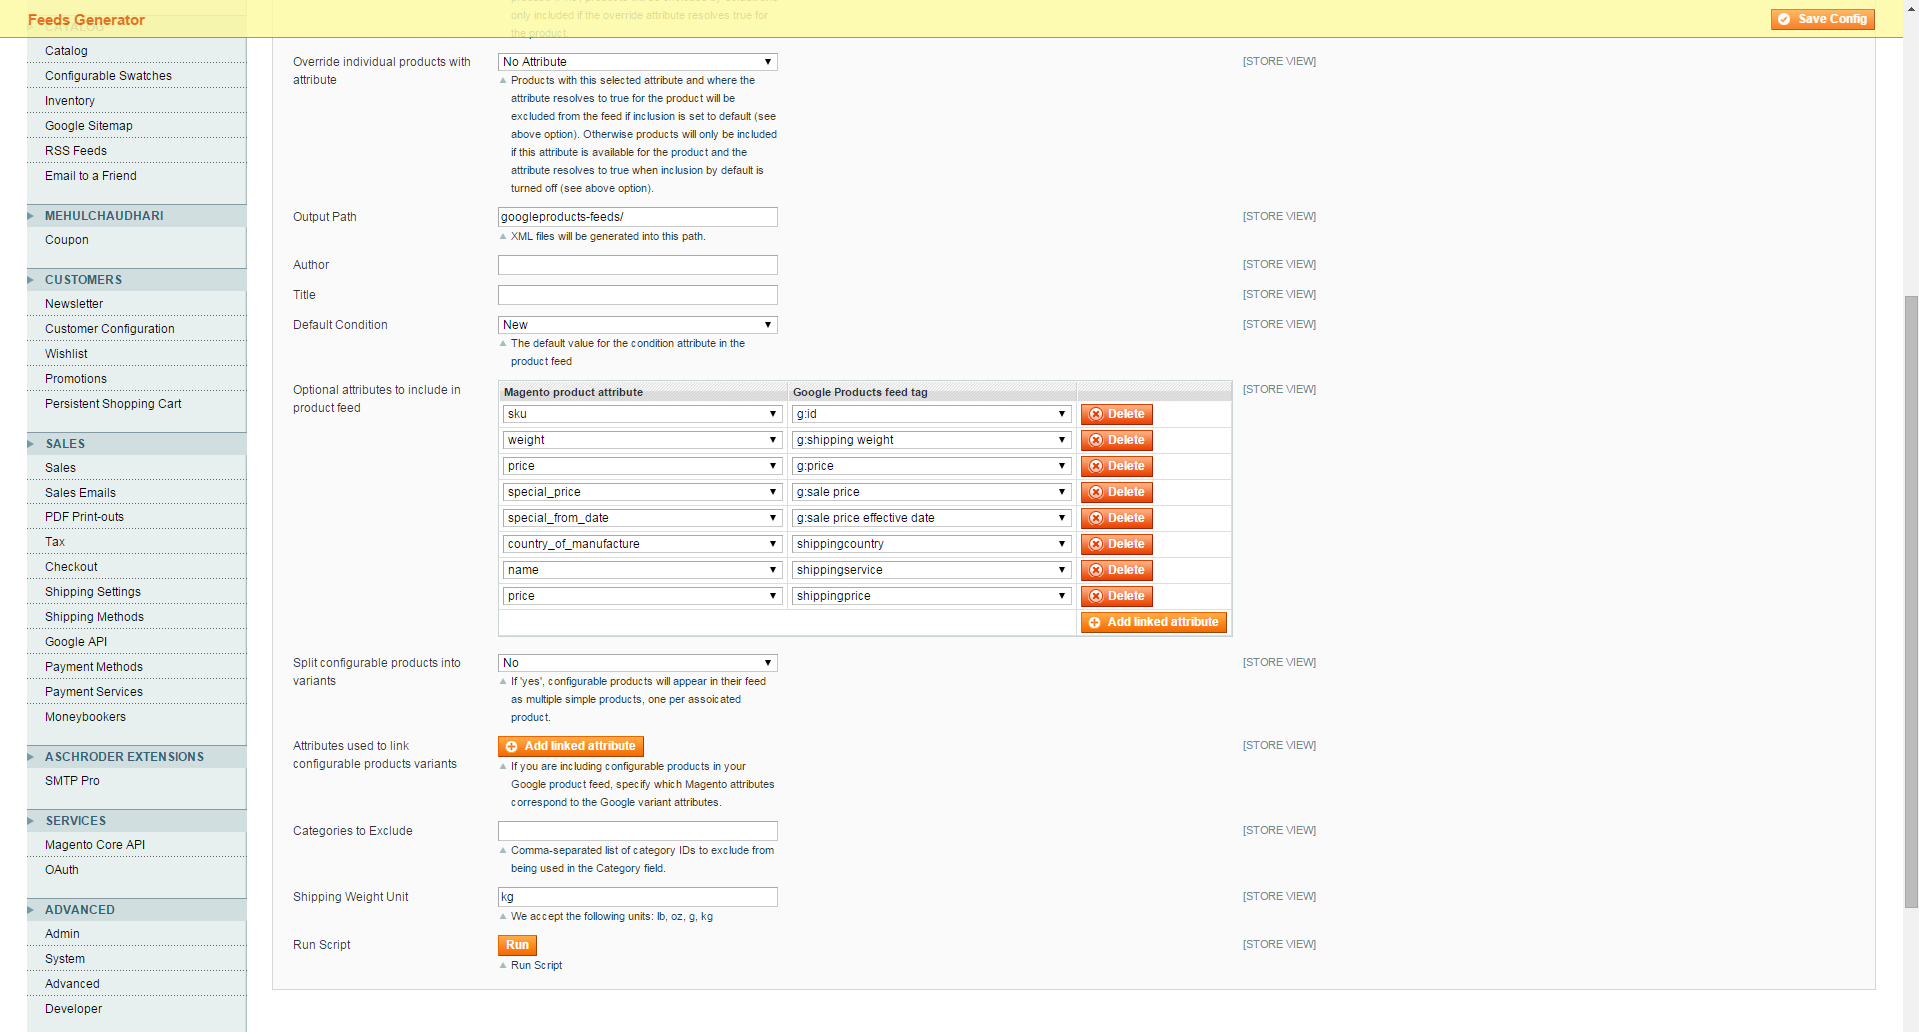 Feeds Generator
Save Config
CATALOG
Catalog
Configurable Swatches
Inventory
Google Sitemap
RSS Feeds
Email to a Friend
MEHULCHAUDHARI
Coupon
CUSTOMERS
Newsletter
Customer Configuration
Wishlist
Promotions
Persistent Shopping Cart
SALES
Sales
Sales Emails
PDF Print-outs
Tax
Checkout
Shipping Settings
Shipping Methods
Google API
Payment Methods
Payment Services
Moneybookers
ASCHRODER EXTENSIONS
SMTP Pro
SERVICES
Magento Core API
OAuth
ADVANCED
Admin
System
Advanced
Developer
only included if the override attribute resolves true for
the product.
Override individual products with
attribute
No Attribute
[STORE VIEW]
Products with this selected attribute and where the
attribute resolves to true for the product will be
excluded from the feed if inclusion is set to default (see
above option). Otherwise products will only be included
if this attribute is available for the product and the
attribute resolves to true when inclusion by default is
turned off (see above option).
Output Path
googleproducts-feeds/
[STORE VIEW]
XML files will be generated into this path.
Author
[STORE VIEW]
Title
[STORE VIEW]
Default Condition
New
[STORE VIEW]
The default value for the condition attribute in the
product feed
Optional attributes to include in
product feed
[STORE VIEW]
Magento product attribute Google Products feed tag
sku g:id Delete
weight g:shipping weight Delete
price g:price Delete
special_price g:sale price Delete
special_from_date g:sale price effective date Delete
country_of_manufacture shippingcountry Delete
name shippingservice Delete
price shippingprice Delete
Add linked attribute
Split configurable products into
variants
No
[STORE VIEW]
If 'yes', configurable products will appear in their feed
as multiple simple products, one per assoicated
product.
Attributes used to link
configurable products variants
Add linked attribute
[STORE VIEW]
If you are including configurable products in your
Google product feed, specify which Magento attributes
correspond to the Google variant attributes.
Categories to Exclude
[STORE VIEW]
Comma-separated list of category IDs to exclude from
being used in the Category field.
Shipping Weight Unit
kg
[STORE VIEW]
We accept the following units: lb, oz, g, kg
Run Script
Run
[STORE VIEW]
Run Script